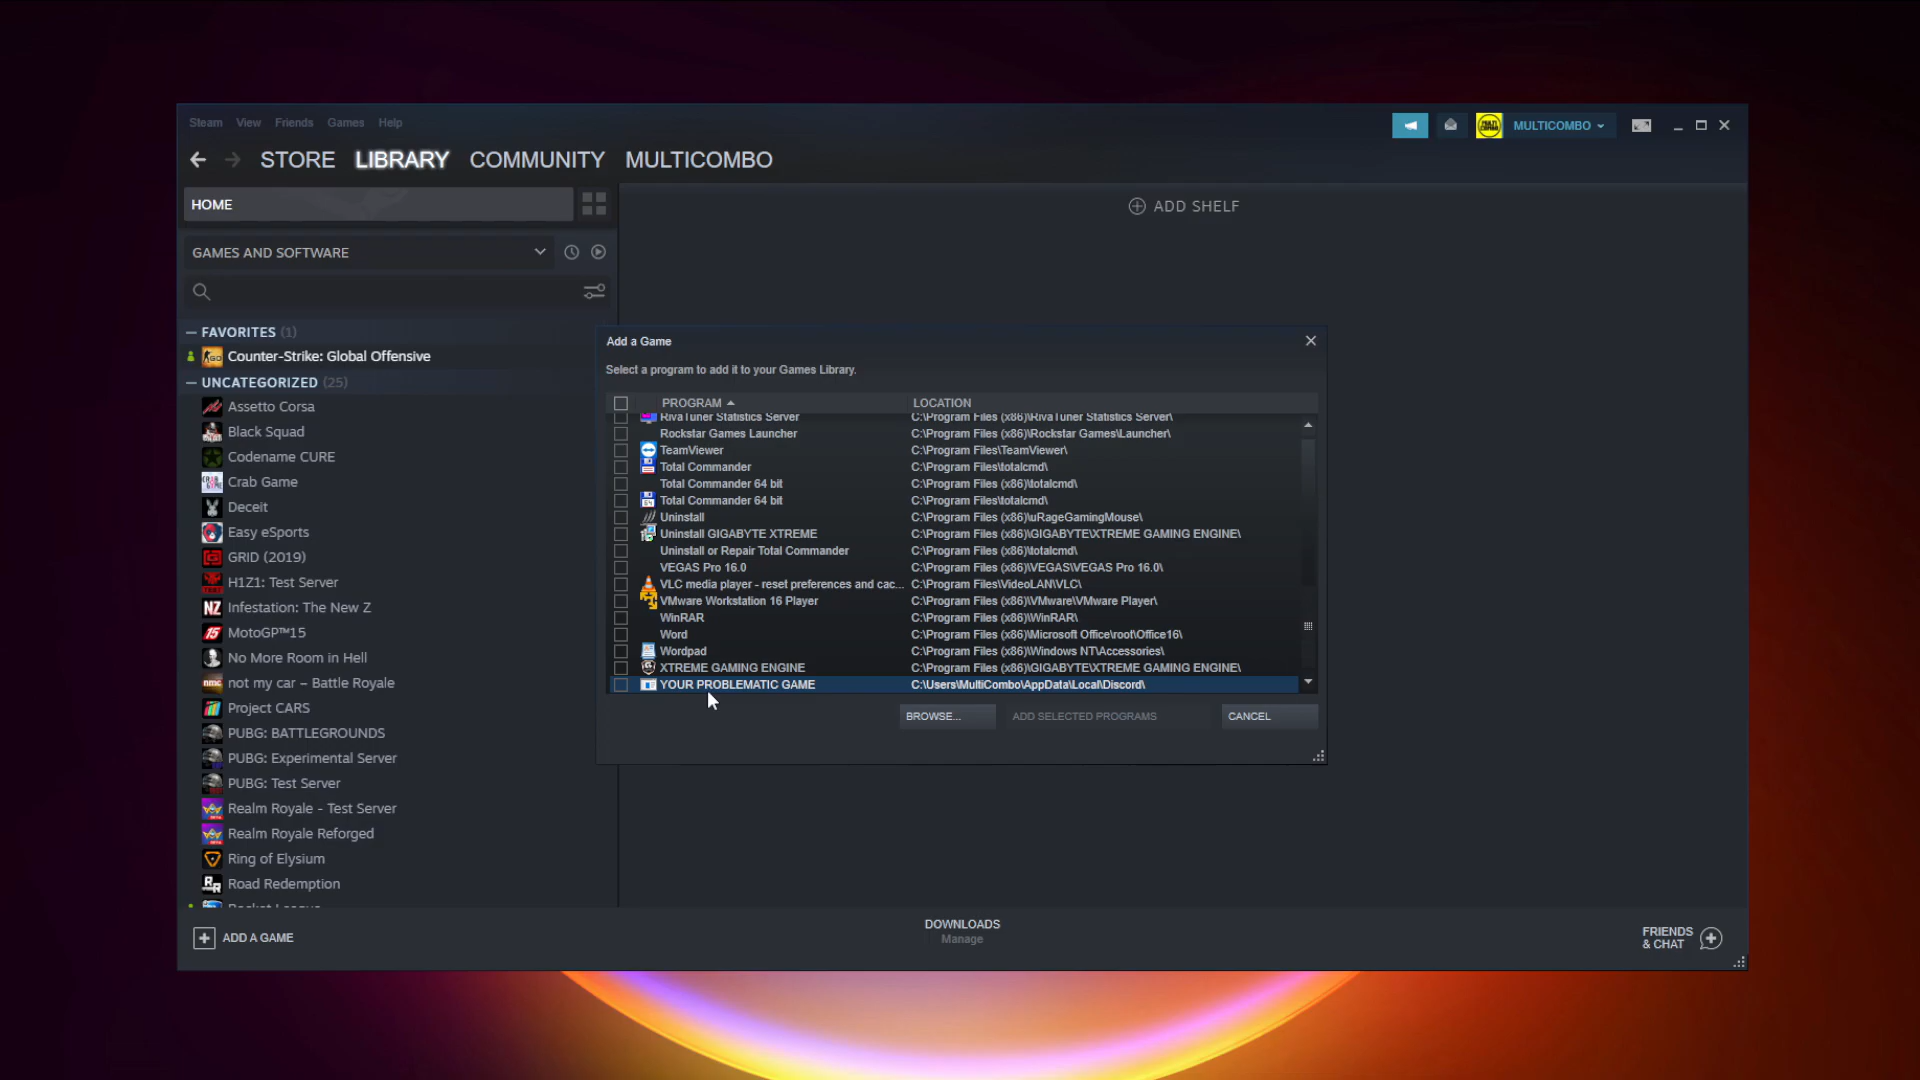 Steam View Friends Games Help
MULTICOMBO
STORE LIBRARY COMMUNITY MULTICOMBO
HOME
ADD SHELF
GAMES AND SOFTWARE
FAVORITES (1)
Counter-Strike: Global Offensive
UNCATEGORIZED (25)
Assetto Corsa
Black Squad
Codename CURE
Crab Game
Deceit
Easy eSports
GRID (2019)
H1Z1: Test Server
Infestation: The New Z
MotoGP™15
No More Room in Hell
not my car – Battle Royale
Project CARS
PUBG: BATTLEGROUNDS
PUBG: Experimental Server
PUBG: Test Server
Realm Royale - Test Server
Realm Royale Reforged
Ring of Elysium
Road Redemption
Rocket League
Add a Game
Select a program to add it to your Games Library.
PROGRAM LOCATION
RivaTuner Statistics Server C:\Program Files (x86)\RivaTuner Statistics Server\
Rockstar Games Launcher C:\Program Files (x86)\Rockstar Games\Launcher\
TeamViewer C:\Program Files\TeamViewer\
Total Commander C:\Program Files\totalcmd\
Total Commander 64 bit C:\Program Files (x86)\totalcmd\
Total Commander 64 bit C:\Program Files\totalcmd\
Uninstall C:\Program Files (x86)\uRageGamingMouse\
Uninstall GIGABYTE XTREME C:\Program Files (x86)\GIGABYTE\XTREME GAMING ENGINE\
Uninstall or Repair Total Commander C:\Program Files (x86)\totalcmd\
VEGAS Pro 16.0 C:\Program Files (x86)\VEGAS\VEGAS Pro 16.0\
VLC media player - reset preferences and cac... C:\Program Files\VideoLAN\VLC\
VMware Workstation 16 Player C:\Program Files (x86)\VMware\VMware Player\
WinRAR C:\Program Files (x86)\WinRAR\
Word C:\Program Files (x86)\Microsoft Office\root\Office16\
Wordpad C:\Program Files (x86)\Windows NT\Accessories\
XTREME GAMING ENGINE C:\Program Files (x86)\GIGABYTE\XTREME GAMING ENGINE\
YOUR PROBLEMATIC GAME C:\Users\MultiCombo\AppData\Local\Discord\
BROWSE... ADD SELECTED PROGRAMS CANCEL
ADD A GAME
DOWNLOADS
Manage
FRIENDS
& CHAT